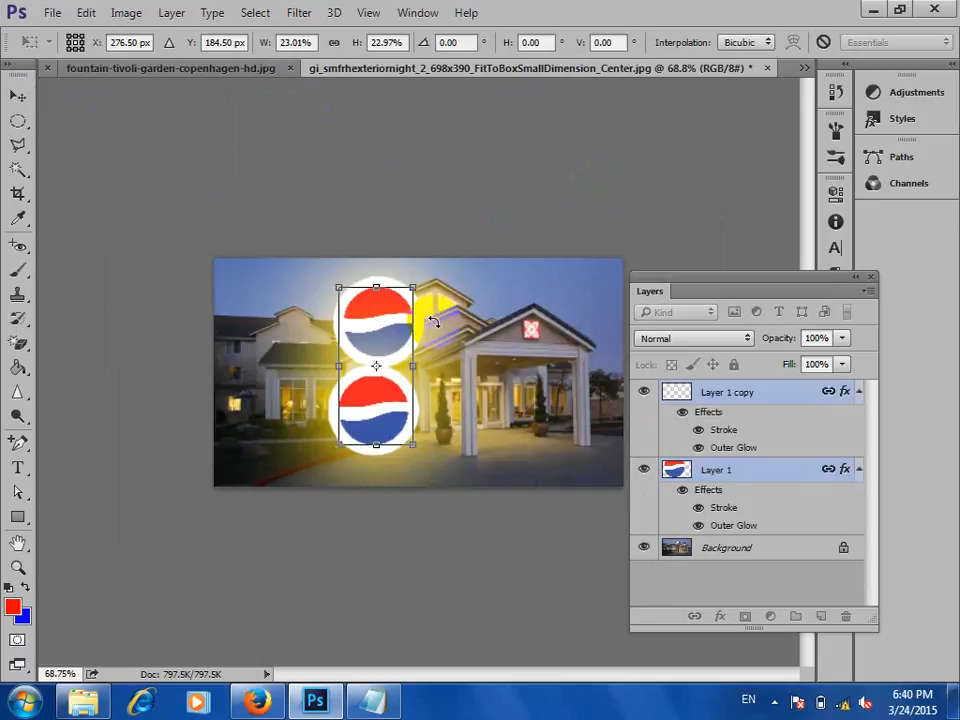 Ps File Edit Image Layer Type Select Filter 3D View Window Help
X: 276.50 px Y: 184.50 px W: 23.01% H: 22.97% 0.00 ° H: 0.00 ° V: 0.00 ° Interpolation: Bicubic Essentials
fountain-tivoli-garden-copenhagen-hd.jpg × gi_smfrhexteriornight_2_698x390_FitToBoxSmallDimension_Center.jpg @ 68.8% (RGB/8#) * ×
Adjustments
Styles
Paths
Channels
Layers
Kind
Normal Opacity: 100%
Lock: Fill: 100%
Layer 1 copy fx
Effects
Stroke
Outer Glow
Layer 1 fx
Effects
Stroke
Outer Glow
Background
fx
68.75% Doc: 797.5K/797.5K
EN 6:40 PM
3/24/2015